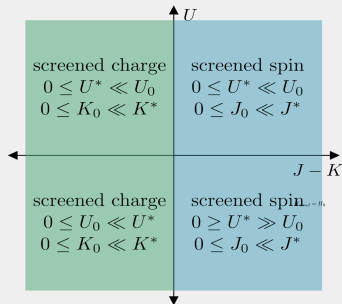 U
screened charge
0 ≤ U* ≪ U₀
0 ≤ K₀ ≪ K*
screened spin
0 ≤ U* ≪ U₀
0 ≤ J₀ ≪ J*
J − K
screened charge
0 ≤ U₀ ≪ U*
0 ≤ K₀ ≪ K*
screened spin
0 ≥ U* ≫ U₀
0 ≤ J₀ ≪ J*